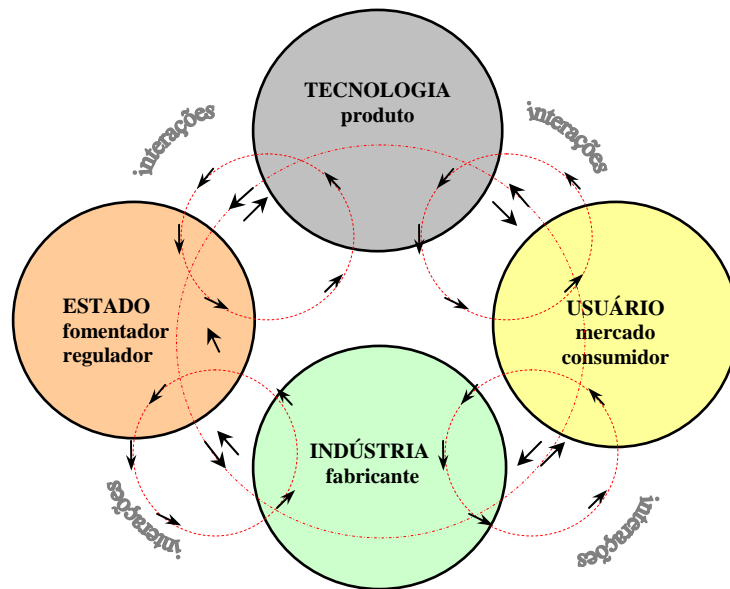 TECNOLOGIA
produto
interações
interações
ESTADO
fomentador
regulador
USUÁRIO
mercado
consumidor
INDÚSTRIA
fabricante
interações
interações